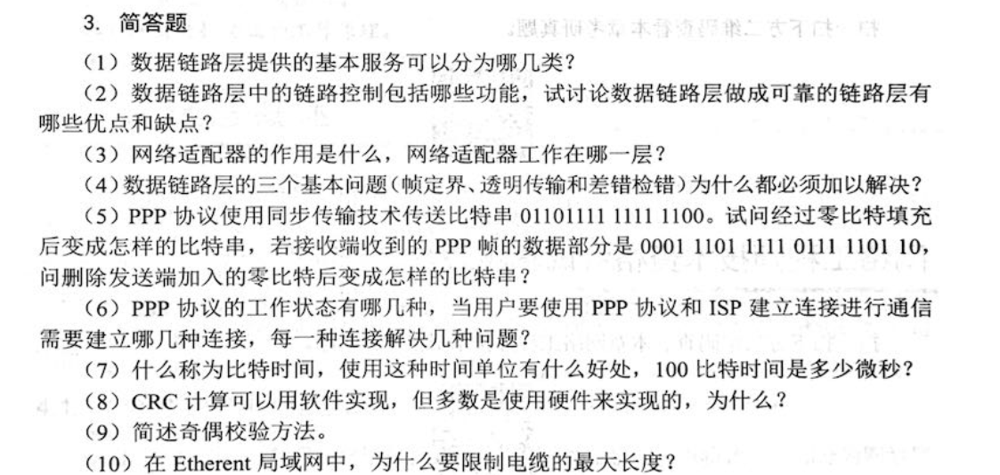 3. 简答题
（1）数据链路层提供的基本服务可以分为哪几类？
（2）数据链路层中的链路控制包括哪些功能，试讨论数据链路层做成可靠的链路层有
哪些优点和缺点？
（3）网络适配器的作用是什么，网络适配器工作在哪一层？
（4）数据链路层的三个基本问题（帧定界、透明传输和差错检错）为什么都必须加以解决？
（5）PPP 协议使用同步传输技术传送比特串 01101111 1111 1100。试问经过零比特填充
后变成怎样的比特串，若接收端收到的 PPP 帧的数据部分是 0001 1101 1111 0111 1101 10，
问删除发送端加入的零比特后变成怎样的比特串？
（6）PPP 协议的工作状态有哪几种，当用户要使用 PPP 协议和 ISP 建立连接进行通信
需要建立哪几种连接，每一种连接解决几种问题？
（7）什么称为比特时间，使用这种时间单位有什么好处，100 比特时间是多少微秒？
（8）CRC 计算可以用软件实现，但多数是使用硬件来实现的，为什么？
（9）简述奇偶校验方法。
（10）在 Etherent 局域网中，为什么要限制电缆的最大长度？